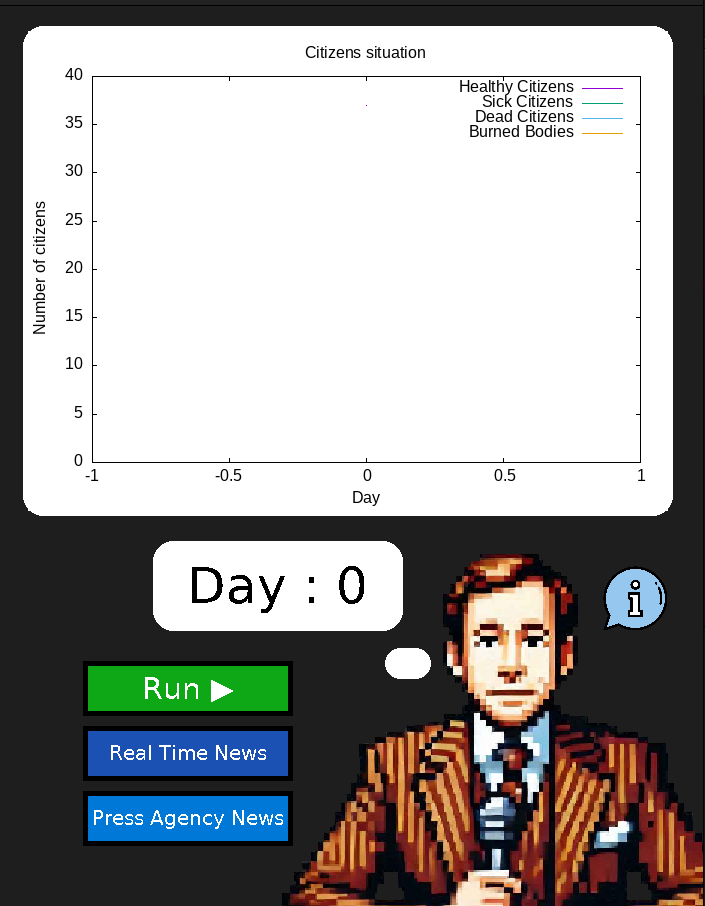 Citizens situation
Healthy Citizens
Sick Citizens
Dead Citizens
Burned Bodies
40
35
30
25
20
15
10
5
0
Number of citizens
-1
-0.5
0
0.5
1
Day
Day : 0
i
Run ▶
Real Time News
Press Agency News